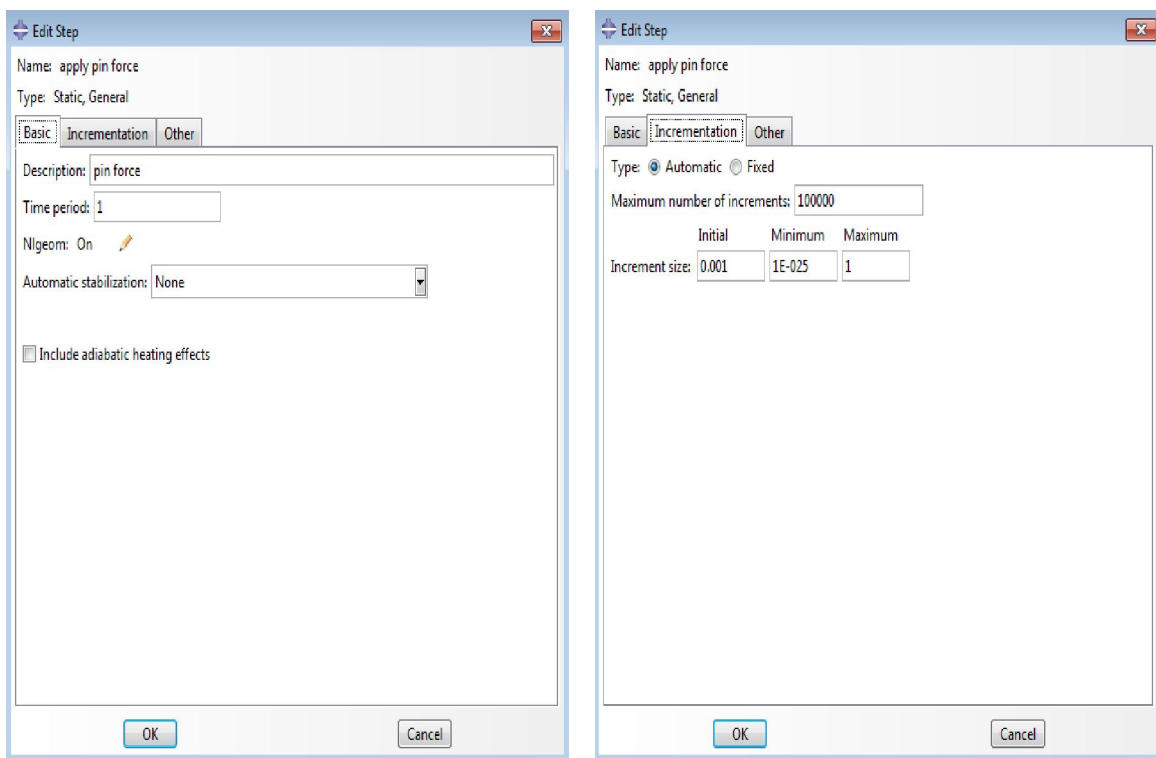 Edit Step
Name: apply pin force
Type: Static, General
Basic Incrementation Other
Description: pin force
Time period: 1
Nlgeom: On
Automatic stabilization: None
Include adiabatic heating effects
OK Cancel
Edit Step
Name: apply pin force
Type: Static, General
Basic Incrementation Other
Type: Automatic Fixed
Maximum number of increments: 100000
Initial Minimum Maximum
Increment size: 0.001 1E-025 1
OK Cancel